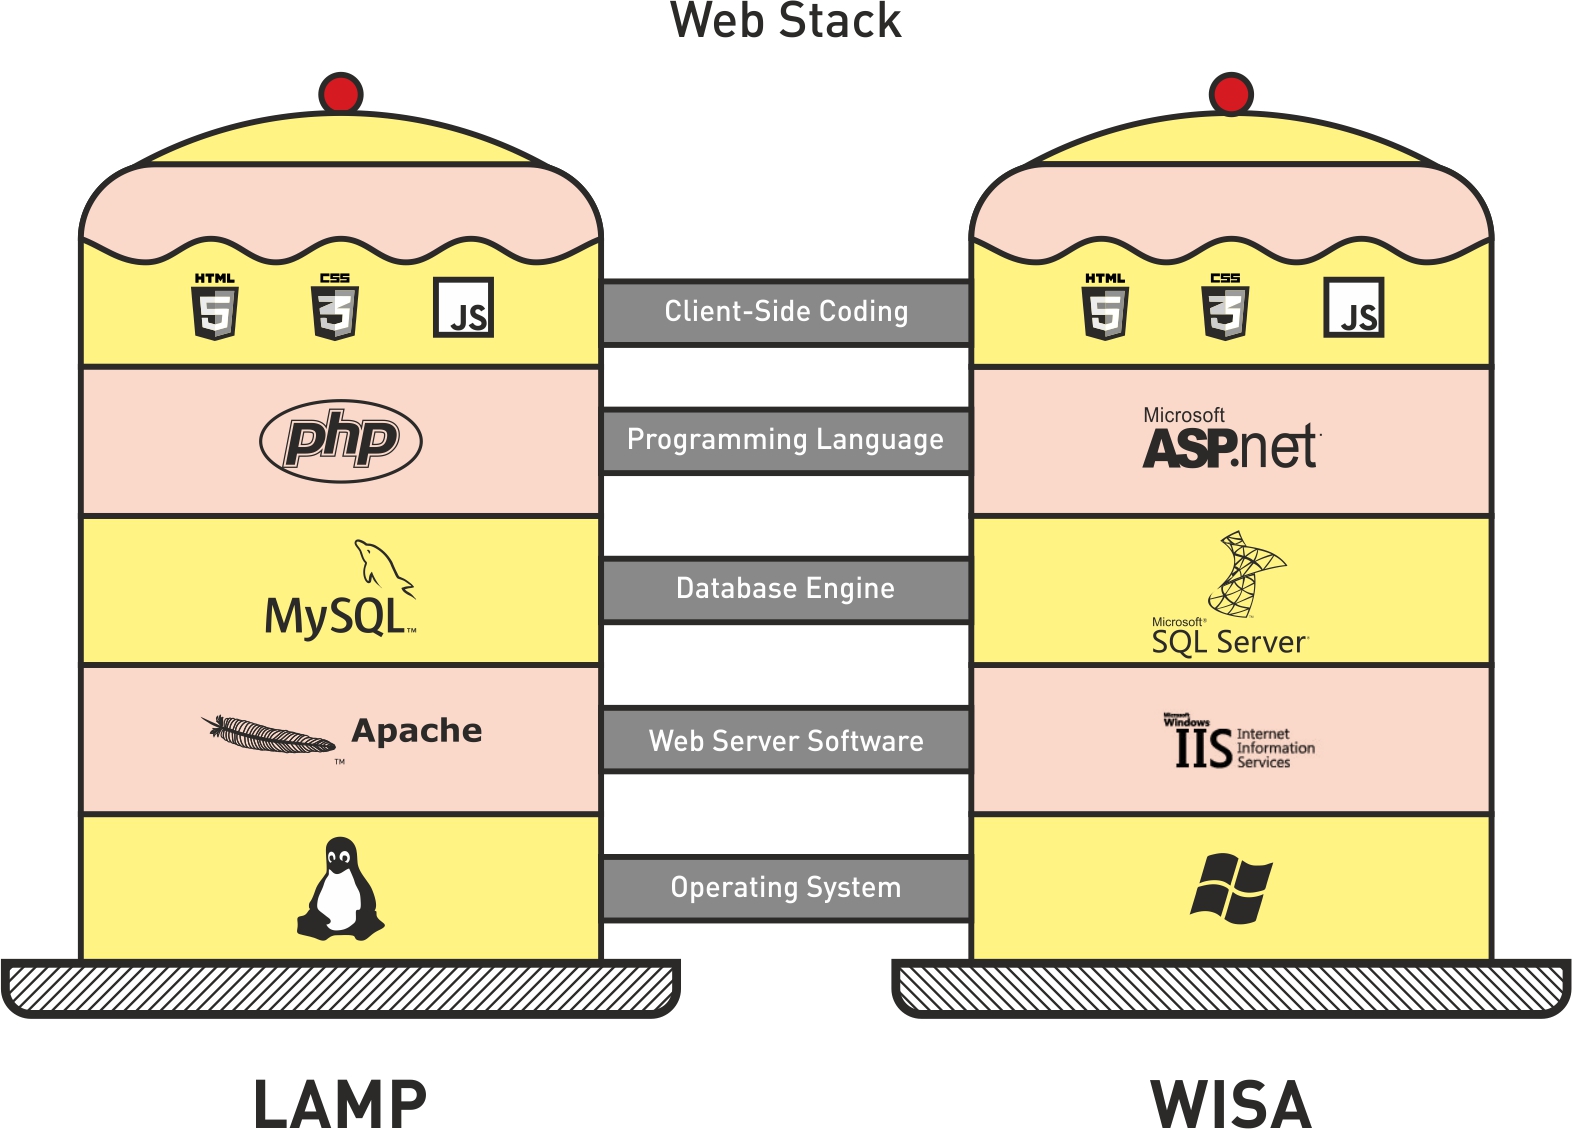 Web Stack
HTML CSS
5 3 JS
Client-Side Coding
HTML CSS
5 3 JS
php
Programming Language
Microsoft
ASP.net
MySQL™
Database Engine
Microsoft®
SQL Server
Apache
TM
Web Server Software
Microsoft
Windows
IIS Internet
Information
Services
Operating System
LAMP
WISA